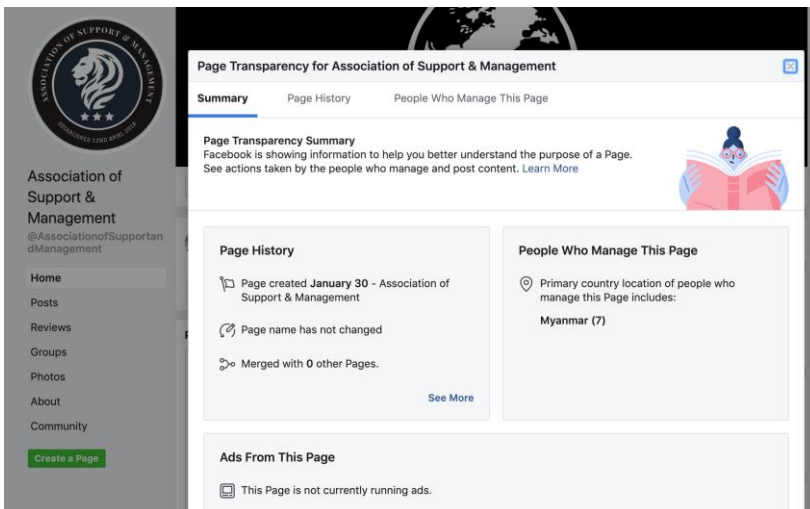 ASSOCIATION OF SUPPORT & MANAGEMENT
ESTABLISHED 22ND APIRL 2018
Association of
Support &
Management
@AssociationofSupportan
dManagement
Home
Posts
Reviews
Groups
Photos
About
Community
Create a Page
Page Transparency for Association of Support & Management
Summary
Page History
People Who Manage This Page
Page Transparency Summary
Facebook is showing information to help you better understand the purpose of a Page.
See actions taken by the people who manage and post content. Learn More
Page History
Page created January 30 - Association of
Support & Management
Page name has not changed
Merged with 0 other Pages.
See More
People Who Manage This Page
Primary country location of people who
manage this Page includes:
Myanmar (7)
Ads From This Page
This Page is not currently running ads.